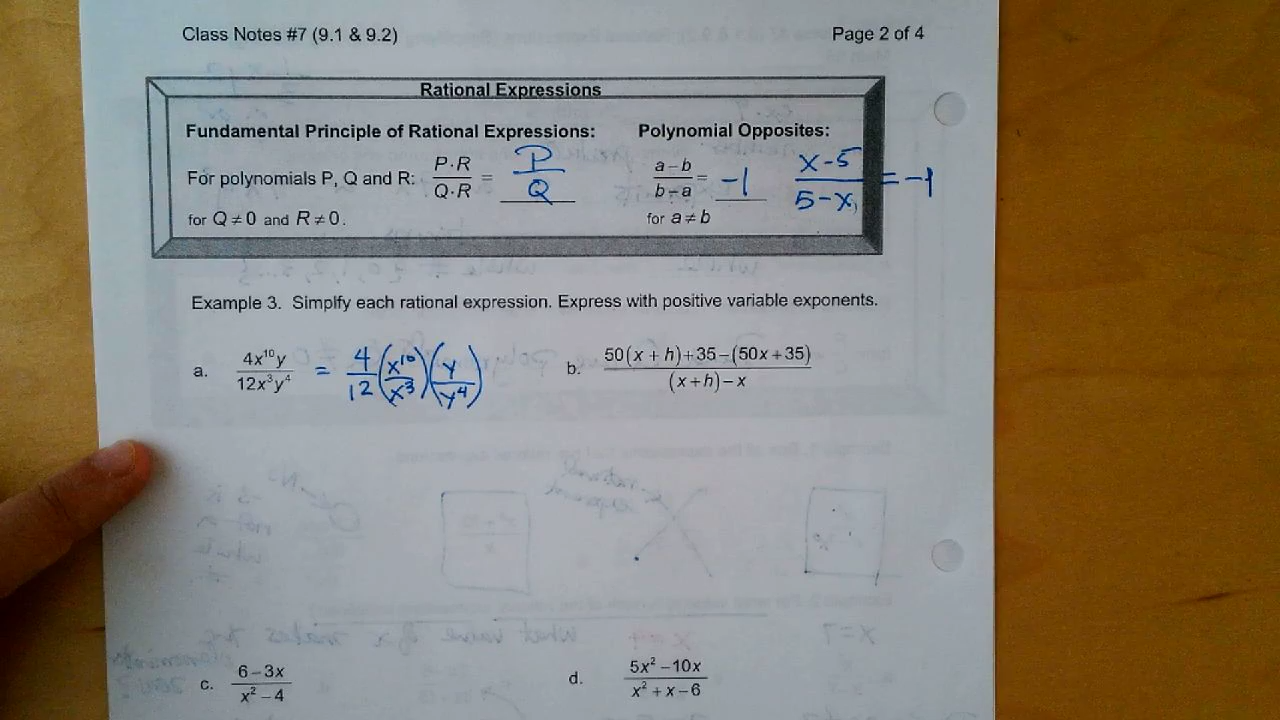 Class Notes #7 (9.1 & 9.2) Page 2 of 4
Rational Expressions
Fundamental Principle of Rational Expressions: Polynomial Opposites:
For polynomials P, Q and R: P·R/Q·R = P/Q a−b/b−a = -1 x-5/5-x = -1
for Q≠0 and R≠0. for a≠b
Example 3. Simplfy each rational expression. Express with positive variable exponents.
a. 4x¹⁰y/12x³y⁴ = 4/12 (x¹⁰/x³)(y/y⁴) b. 50(x+h)+35−(50x+35)/(x+h)−x
c. 6−3x/x²−4 d. 5x²−10x/x²+x−6